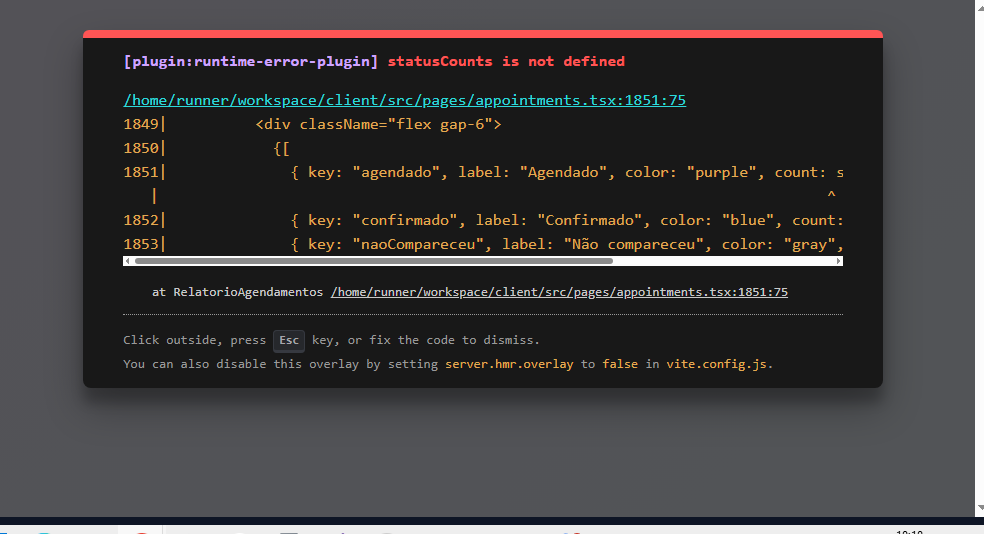 [plugin:runtime-error-plugin] statusCounts is not defined
/home/runner/workspace/client/src/pages/appointments.tsx:1851:75
1849|          <div className="flex gap-6">
1850|            {[
1851|              { key: "agendado", label: "Agendado", color: "purple", count: s
    |                                                                           ^
1852|              { key: "confirmado", label: "Confirmado", color: "blue", count:
1853|              { key: "naoCompareceu", label: "Não compareceu", color: "gray",
at RelatorioAgendamentos /home/runner/workspace/client/src/pages/appointments.tsx:1851:75
Click outside, press Esc key, or fix the code to dismiss.
You can also disable this overlay by setting server.hmr.overlay to false in vite.config.js.